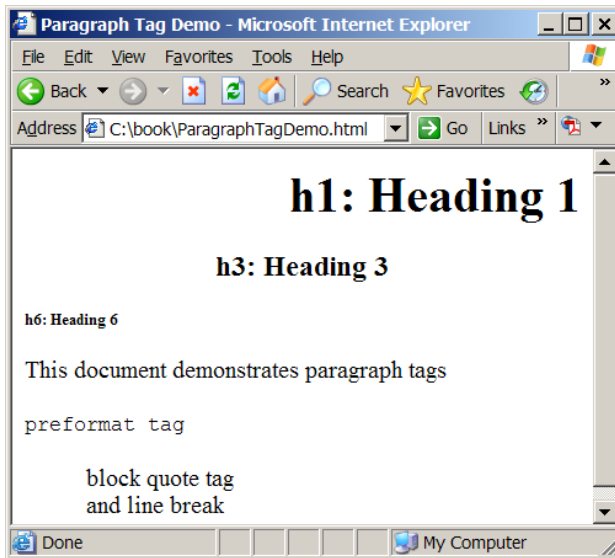 Paragraph Tag Demo - Microsoft Internet Explorer
File Edit View Favorites Tools Help
Back Search Favorites »
Address C:\book\ParagraphTagDemo.html Go Links »
h1: Heading 1
h3: Heading 3
h6: Heading 6
This document demonstrates paragraph tags
preformat tag
block quote tag
and line break
Done My Computer